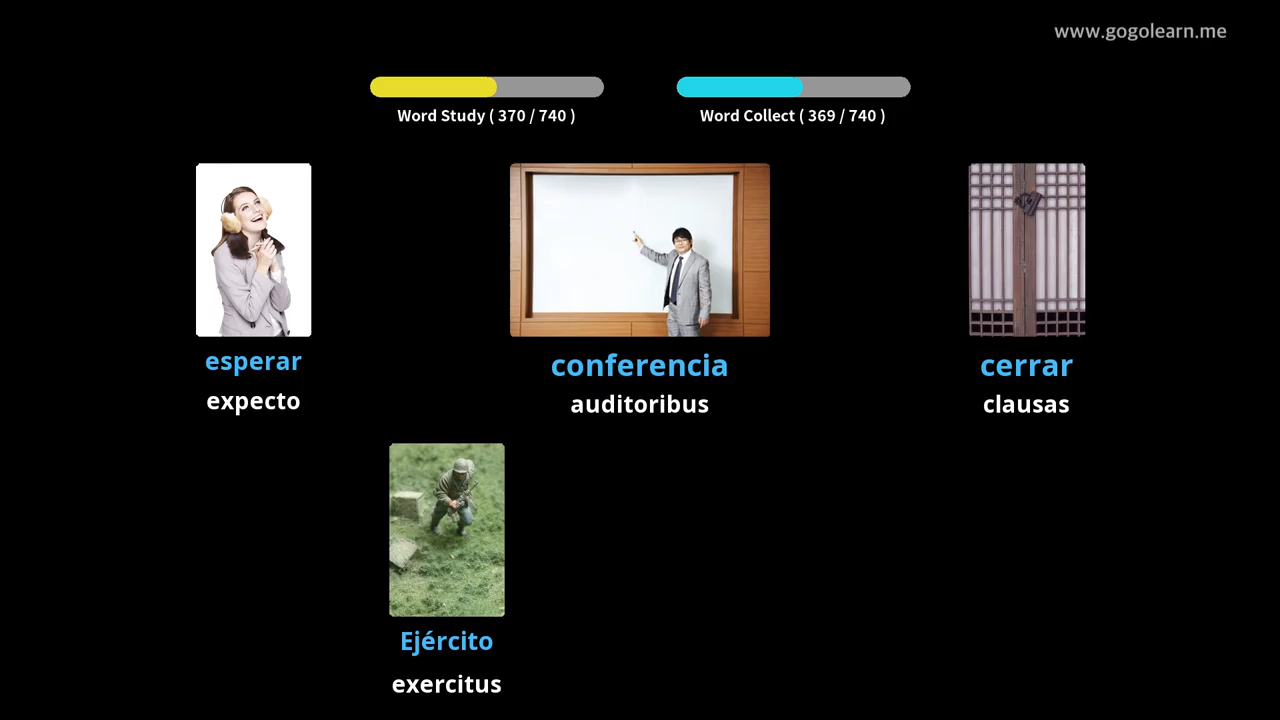 www.gogolearn.me
Word Study ( 370 / 740 )
Word Collect ( 369 / 740 )
esperar
expecto
conferencia
auditoribus
cerrar
clausas
Ejército
exercitus